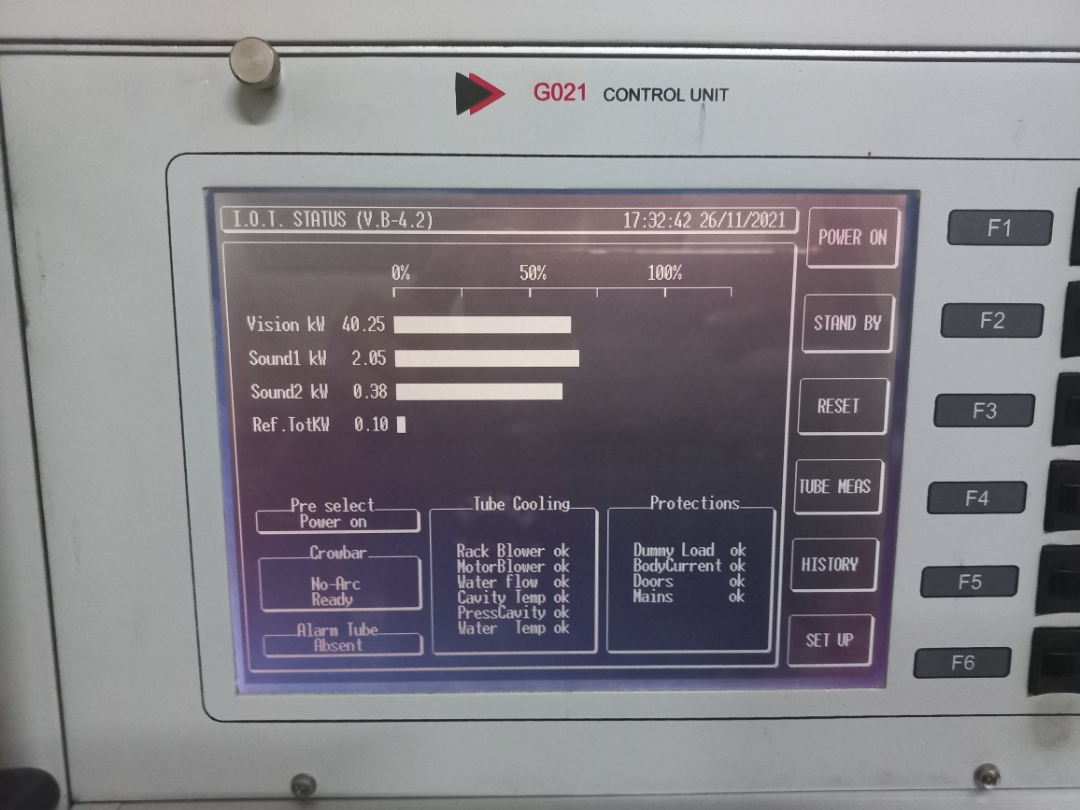 G021 CONTROL UNIT
I.O.T. STATUS (V.B-4.2) 17:32:42 26/11/2021
POWER ON
F1
0% 50% 100%
Vision kW 40.25
STAND BY
F2
Sound1 kW 2.05
Sound2 kW 0.38
RESET
F3
Ref.TotKW 0.10
TUBE MEAS
F4
Pre select
Power on
Crowbar
No-Arc
Ready
Alarm Tube
Absent
Tube Cooling
Rack Blower ok
MotorBlower ok
Water flow ok
Cavity Temp ok
PressCavity ok
Water Temp ok
Protections
Dummy Load ok
BodyCurrent ok
Doors ok
Mains ok
HISTORY
F5
SET UP
F6